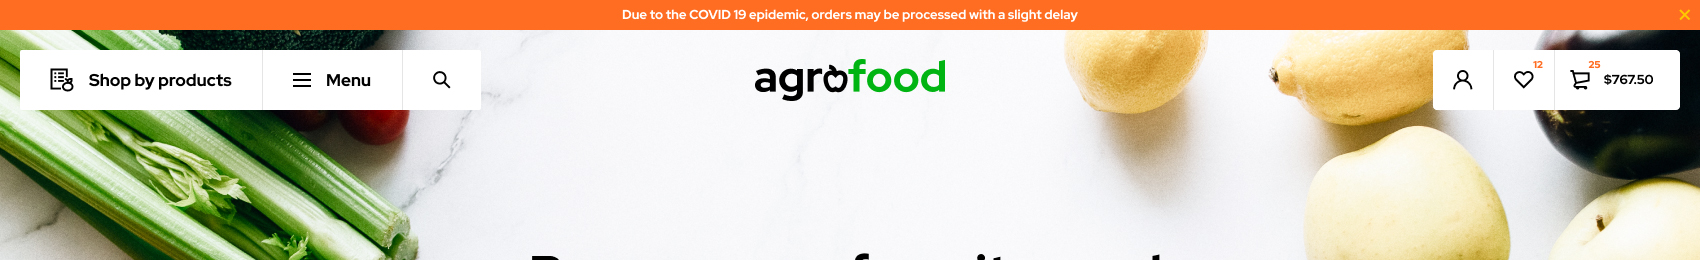 Due to the COVID 19 epidemic, orders may be processed with a slight delay
Shop by products
Menu
agrofood
12
25
$767.50